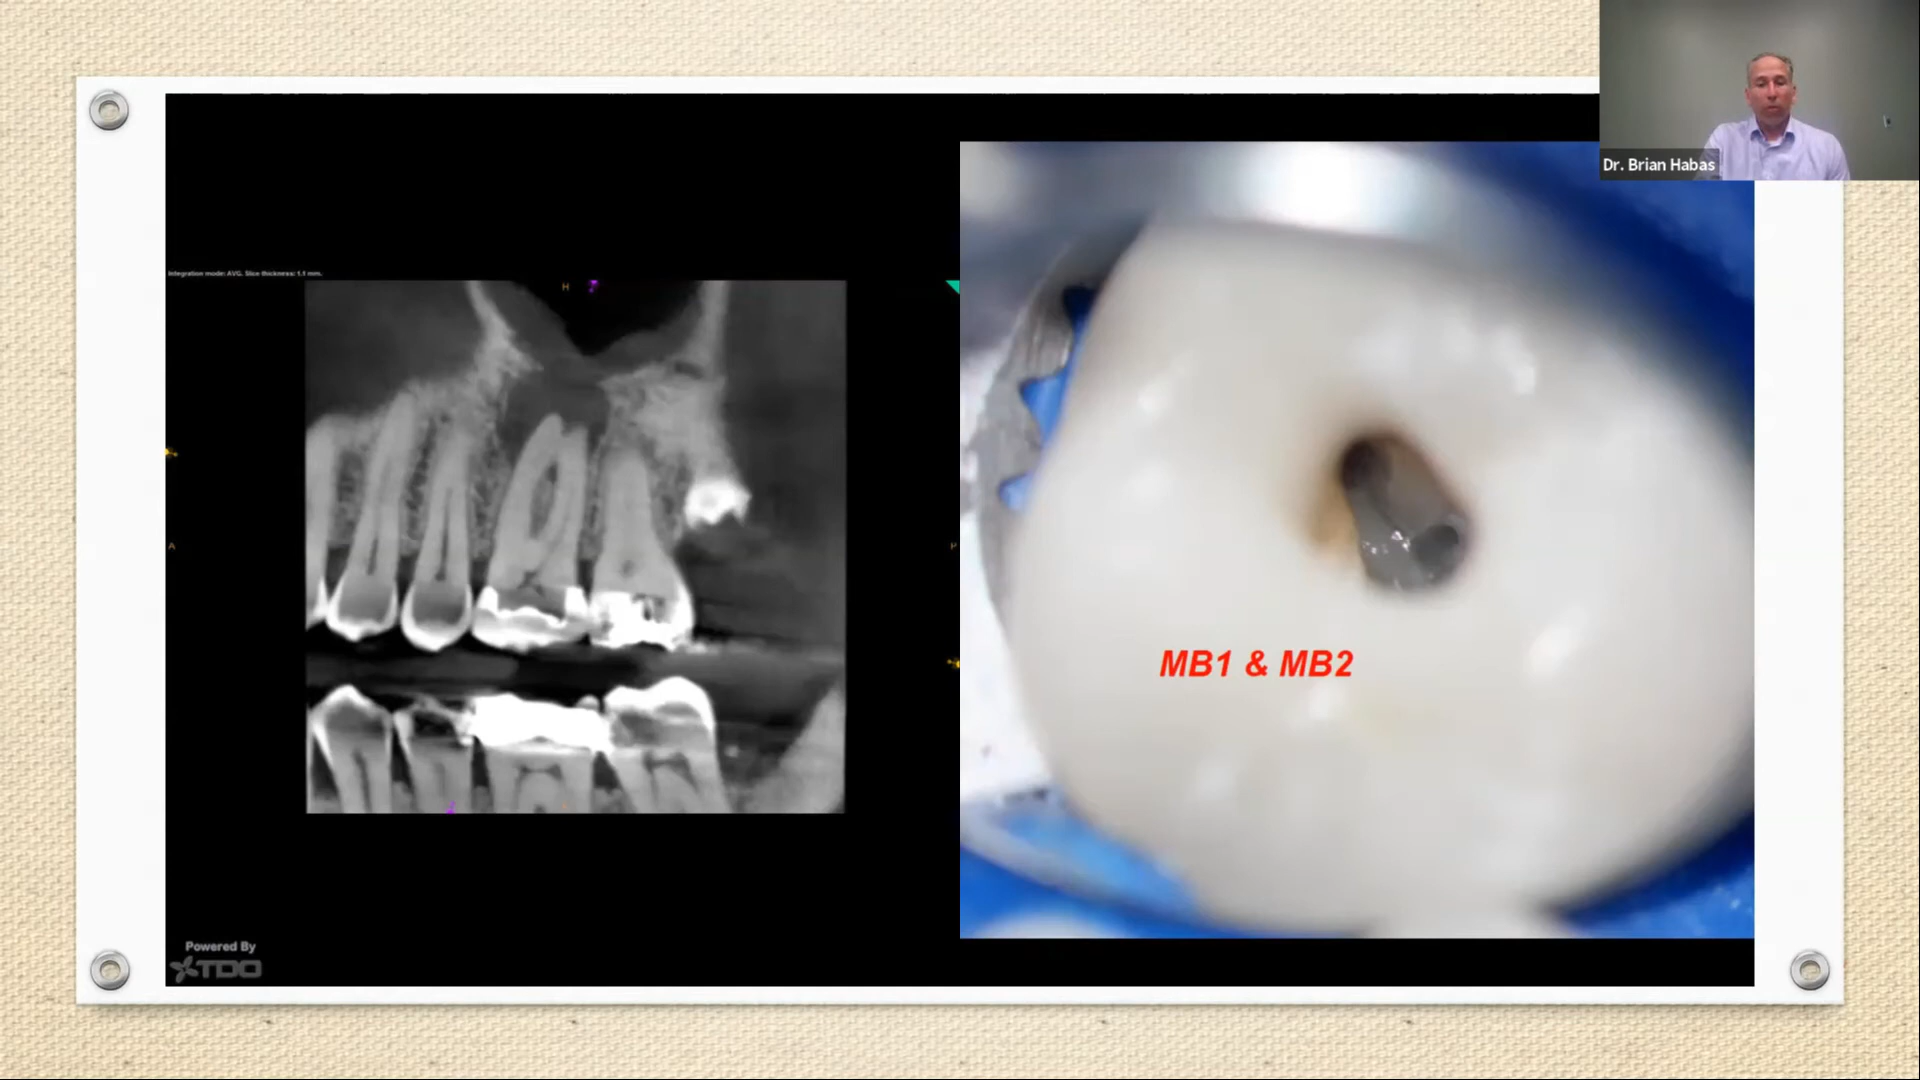 Dr. Brian Habas
Integration mode: AVG. Slice thickness: 1.1 mm.
H
A
P
MB1 & MB2
Powered By
TDO